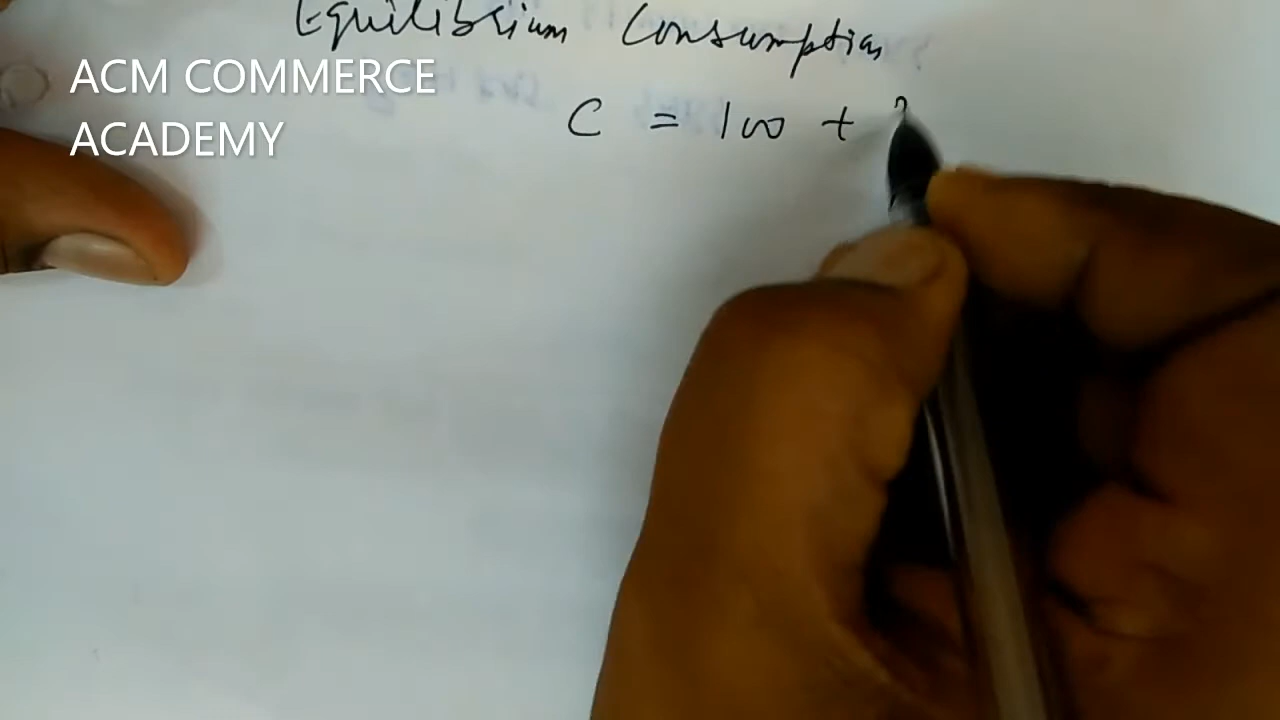 Equilibrium Consumption
ACM COMMERCE
ACADEMY
C = 100 +